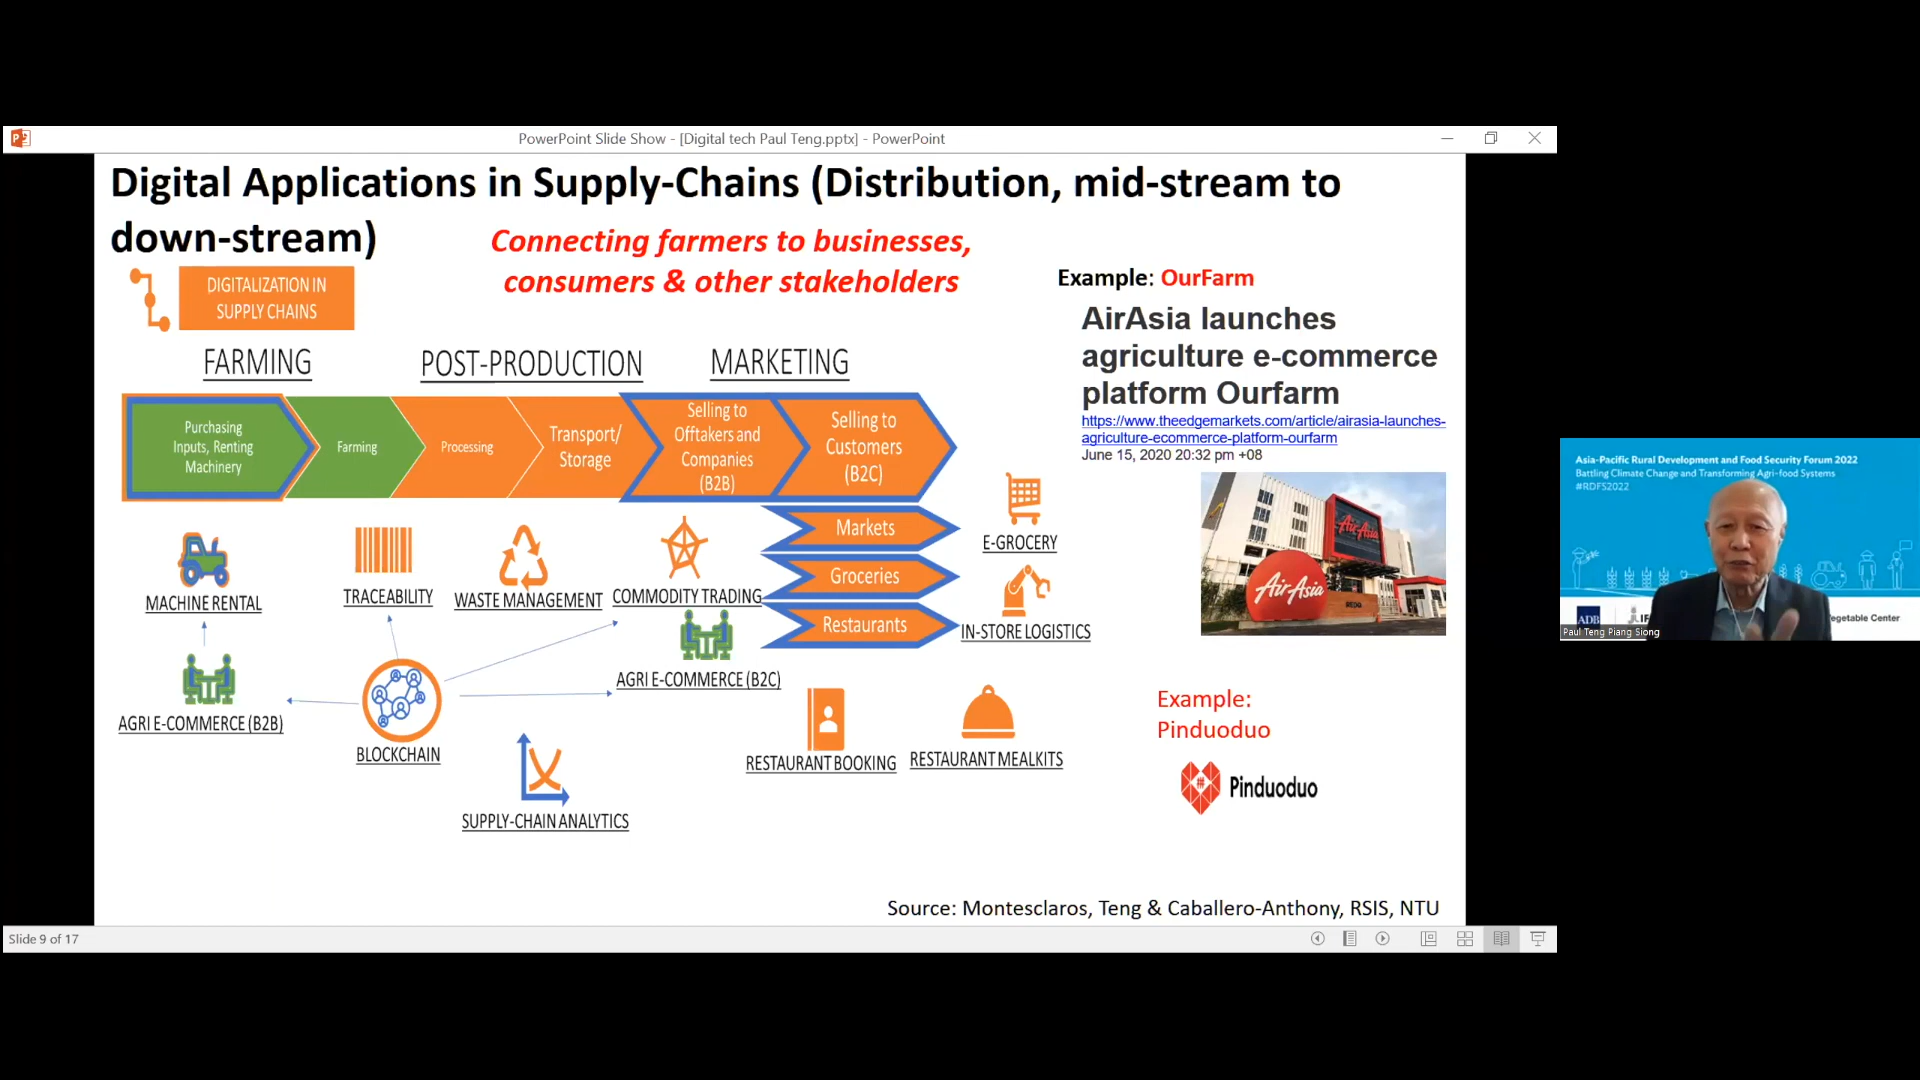 PowerPoint Slide Show - [Digital tech Paul Teng.pptx] - PowerPoint
Digital Applications in Supply-Chains (Distribution, mid-stream to
down-stream)
Connecting farmers to businesses,
consumers & other stakeholders
DIGITALIZATION IN
SUPPLY CHAINS
Example: OurFarm
AirAsia launches
agriculture e-commerce
platform Ourfarm
https://www.theedgemarkets.com/article/airasia-launches-
agriculture-ecommerce-platform-ourfarm
June 15, 2020 20:32 pm +08
FARMING
POST-PRODUCTION
MARKETING
Purchasing
Inputs, Renting
Machinery
Farming
Processing
Transport/
Storage
Selling to
Offtakers and
Companies
(B2B)
Selling to
Customers
(B2C)
Markets
Groceries
Restaurants
E-GROCERY
IN-STORE LOGISTICS
MACHINE RENTAL
TRACEABILITY
WASTE MANAGEMENT
COMMODITY TRADING
AGRI E-COMMERCE (B2C)
AGRI E-COMMERCE (B2B)
BLOCKCHAIN
SUPPLY-CHAIN ANALYTICS
RESTAURANT BOOKING
RESTAURANT MEALKITS
AirAsia
AirAsia
REDQ
Example:
Pinduoduo
Pinduoduo
Source: Montesclaros, Teng & Caballero-Anthony, RSIS, NTU
Slide 9 of 17
Asia-Pacific Rural Development and Food Security Forum 2022
Battling Climate Change and Transforming Agri-food Systems
#RDFS2022
ADB
Vegetable Center
Paul Teng Piang Siong